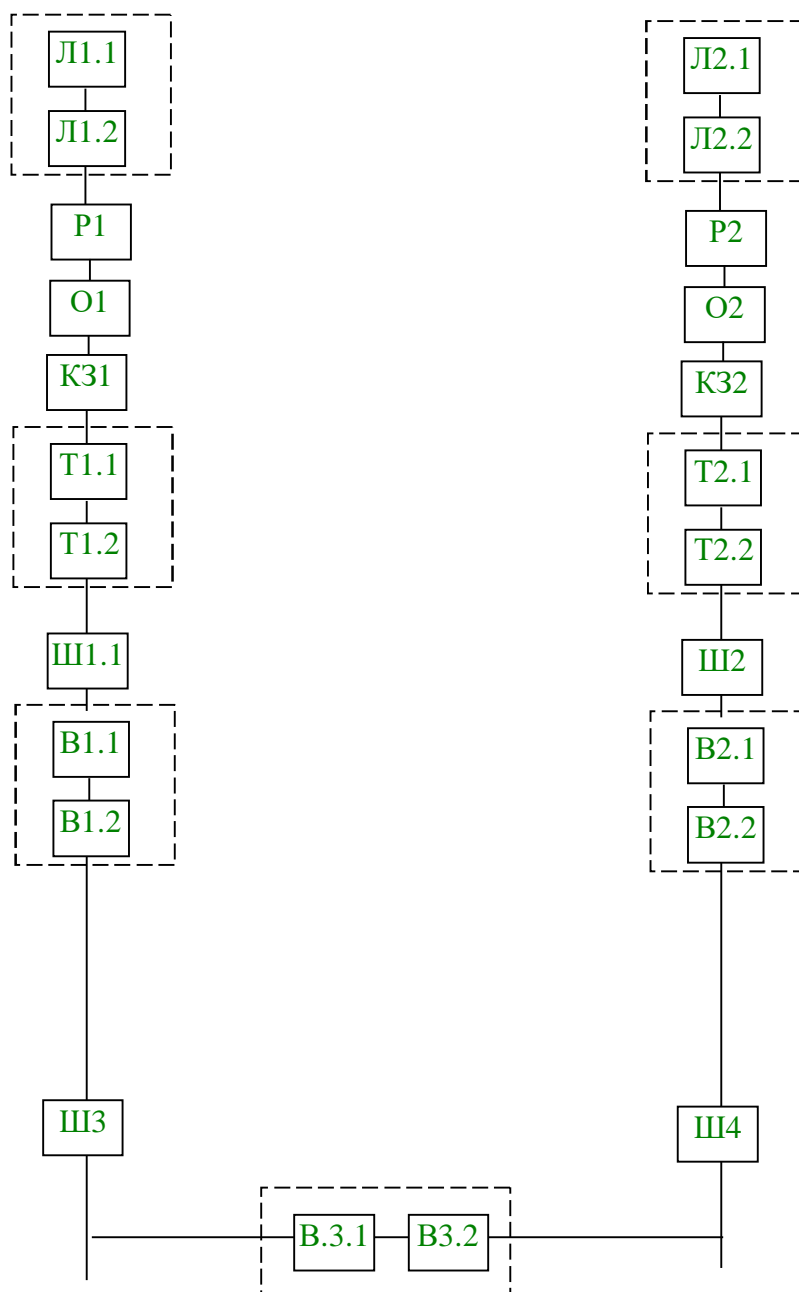 Л1.1
Л1.2
Р1
О1
КЗ1
Т1.1
Т1.2
Ш1.1
В1.1
В1.2
Ш3
Л2.1
Л2.2
Р2
О2
КЗ2
Т2.1
Т2.2
Ш2
В2.1
В2.2
Ш4
В.3.1
В3.2